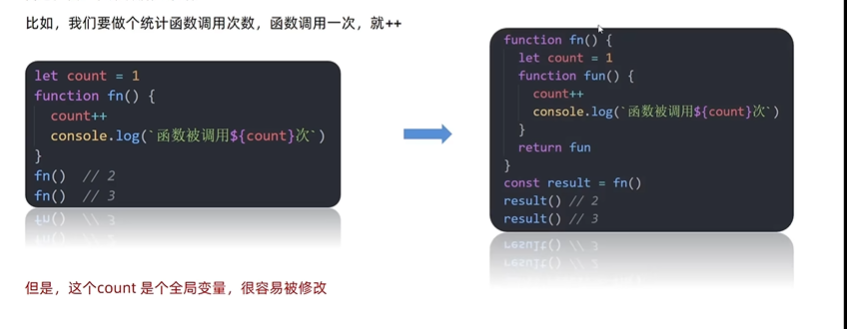 比如，我们要做个统计函数调用次数，函数调用一次，就++
let count = 1
function fn() {
count++
console.log(`函数被调用${count}次`)
}
fn() // 2
fn() // 3
但是，这个count 是个全局变量，很容易被修改
function fn() {
let count = 1
function fun() {
count++
console.log(`函数被调用${count}次`)
}
return fun
}
const result = fn()
result() // 2
result() // 3